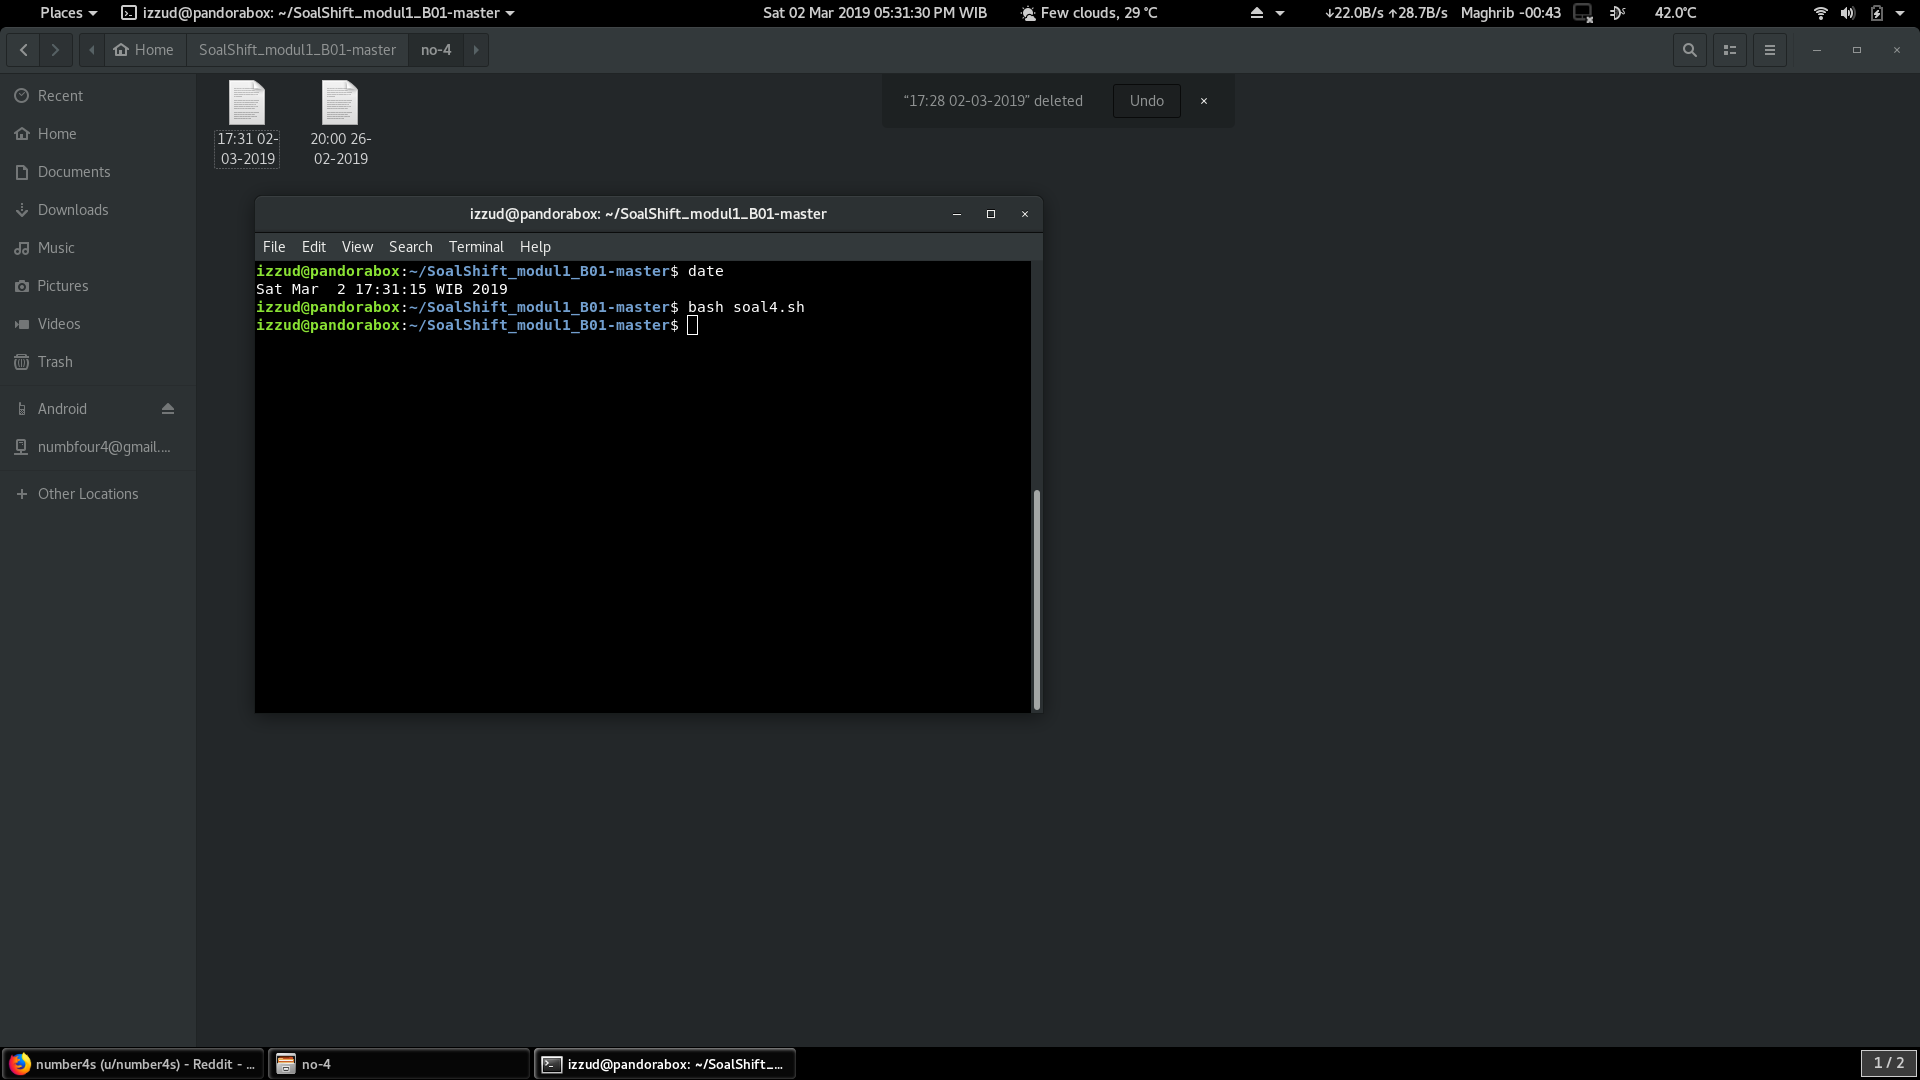 Places
izzud@pandorabox: ~/SoalShift_modul1_B01-master
Sat 02 Mar 2019 05:31:30 PM WIB
Few clouds, 29 °C
↓22.0B/s ↑28.7B/s
Maghrib -00:43
42.0°C
Home
SoalShift_modul1_B01-master
no-4
Recent
Home
Documents
Downloads
Music
Pictures
Videos
Trash
Android
numbfour4@gmail....
+ Other Locations
17:31 02-
03-2019
20:00 26-
02-2019
“17:28 02-03-2019” deleted
Undo
izzud@pandorabox: ~/SoalShift_modul1_B01-master
File Edit View Search Terminal Help
izzud@pandorabox:~/SoalShift_modul1_B01-master$ date
Sat Mar  2 17:31:15 WIB 2019
izzud@pandorabox:~/SoalShift_modul1_B01-master$ bash soal4.sh
izzud@pandorabox:~/SoalShift_modul1_B01-master$
number4s (u/number4s) - Reddit - ...
no-4
izzud@pandorabox: ~/SoalShift_...
1 / 2